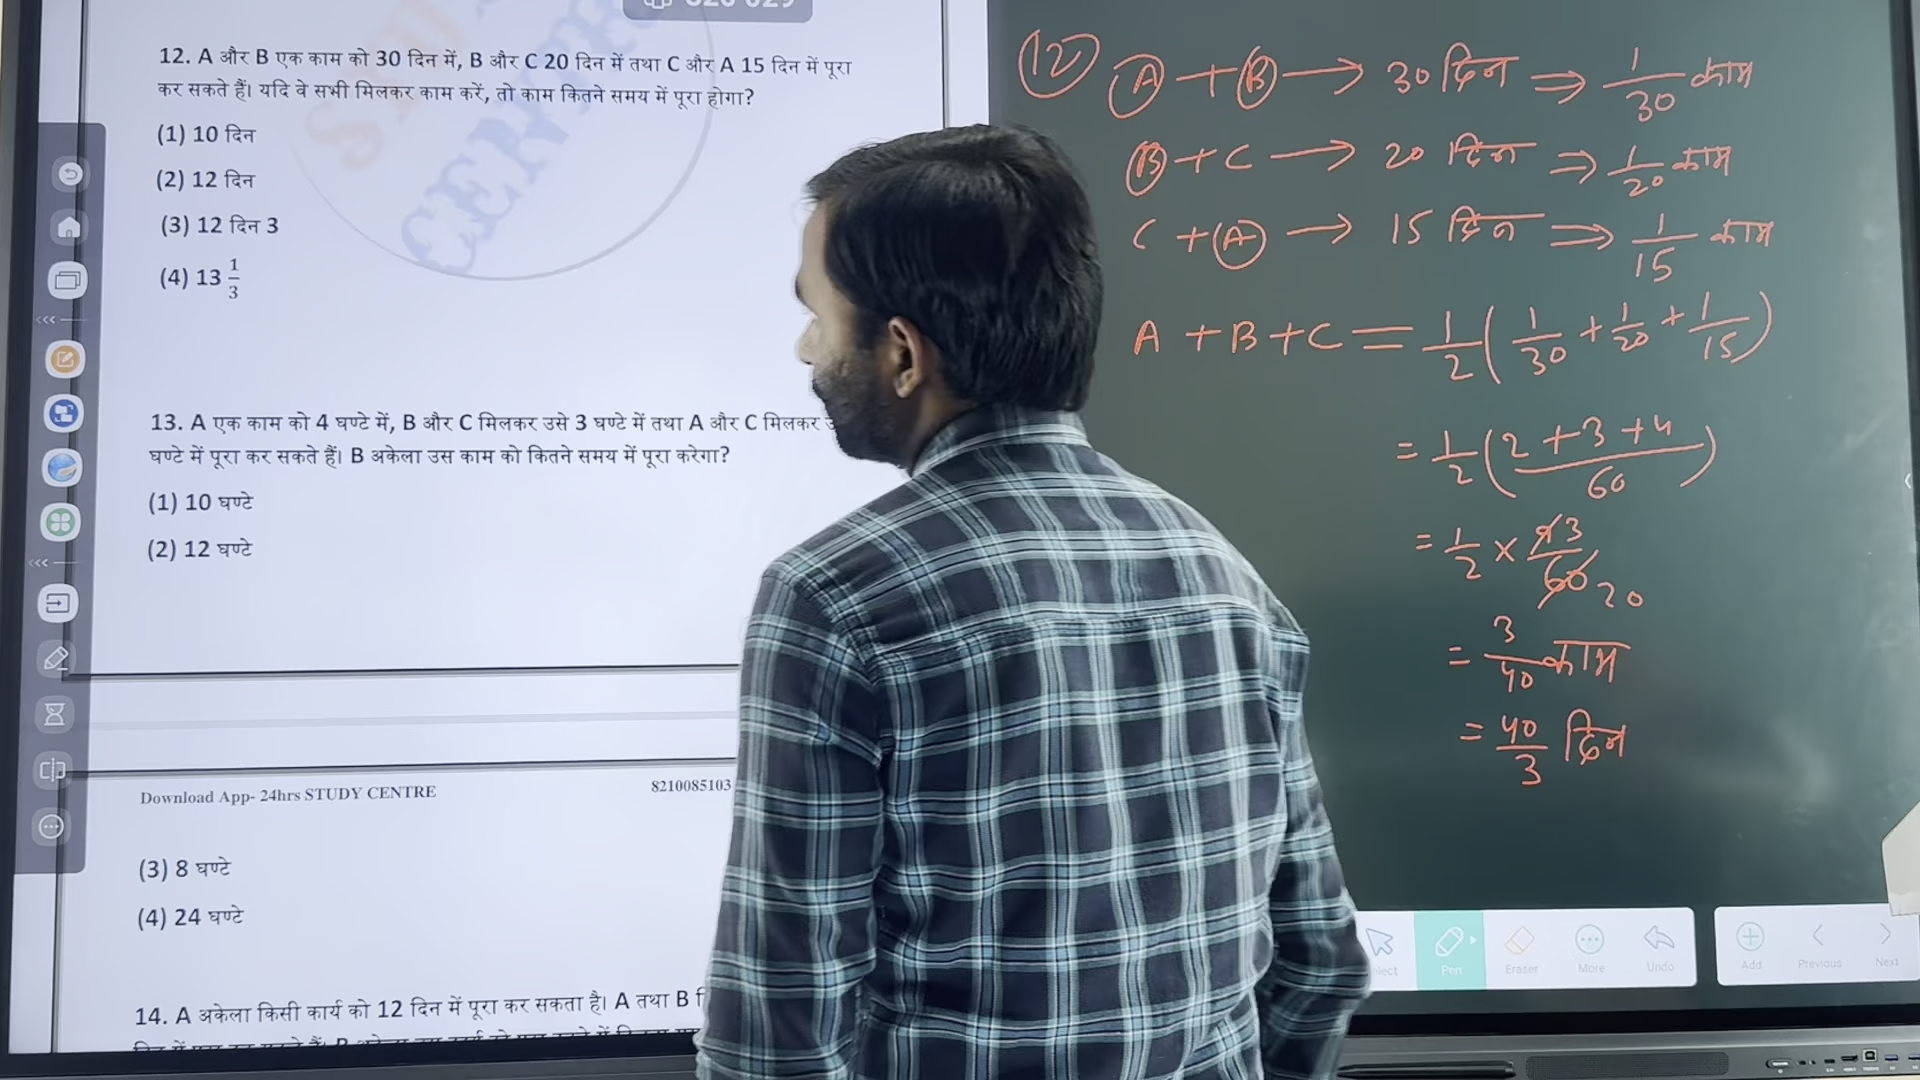 12. A और B एक काम को 30 दिन में, B और C 20 दिन में तथा C और A 15 दिन में पूरा
कर सकते हैं। यदि वे सभी मिलकर काम करें, तो काम कितने समय में पूरा होगा?
(1) 10 दिन
(2) 12 दिन
(3) 12 दिन 3
(4) 13 1/3
13. A एक काम को 4 घण्टे में, B और C मिलकर उसे 3 घण्टे में तथा A और C मिलकर
घण्टे में पूरा कर सकते हैं। B अकेला उस काम को कितने समय में पूरा करेगा?
(1) 10 घण्टे
(2) 12 घण्टे
Download App- 24hrs STUDY CENTRE 8210085103
(3) 8 घण्टे
(4) 24 घण्टे
14. A अकेला किसी कार्य को 12 दिन में पूरा कर सकता है। A तथा B
(12) A + B → 30 दिन ⇒ 1/30 काम
B + C → 20 दिन ⇒ 1/20 काम
C + A → 15 दिन ⇒ 1/15 काम
A + B + C = 1/2 (1/30 + 1/20 + 1/15)
= 1/2 (2 + 3 + 4 / 60)
= 1/2 × 9 3 / 60 20
= 3/40 काम
= 40/3 दिन
Pen Eraser More Undo Add Previous Next